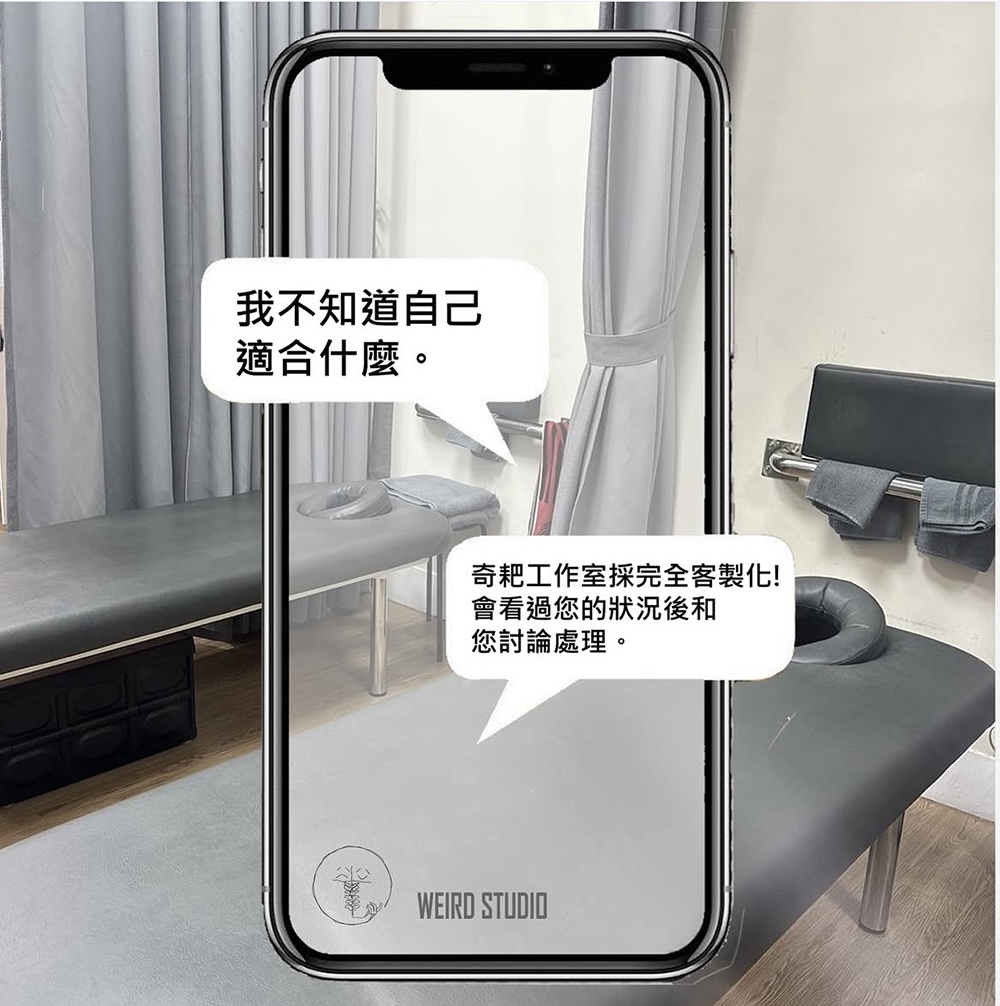 我不知道自己
適合什麼。
奇耙工作室採完全客製化!
會看過您的狀況後和
您討論處理。
WEIRD STUDIO